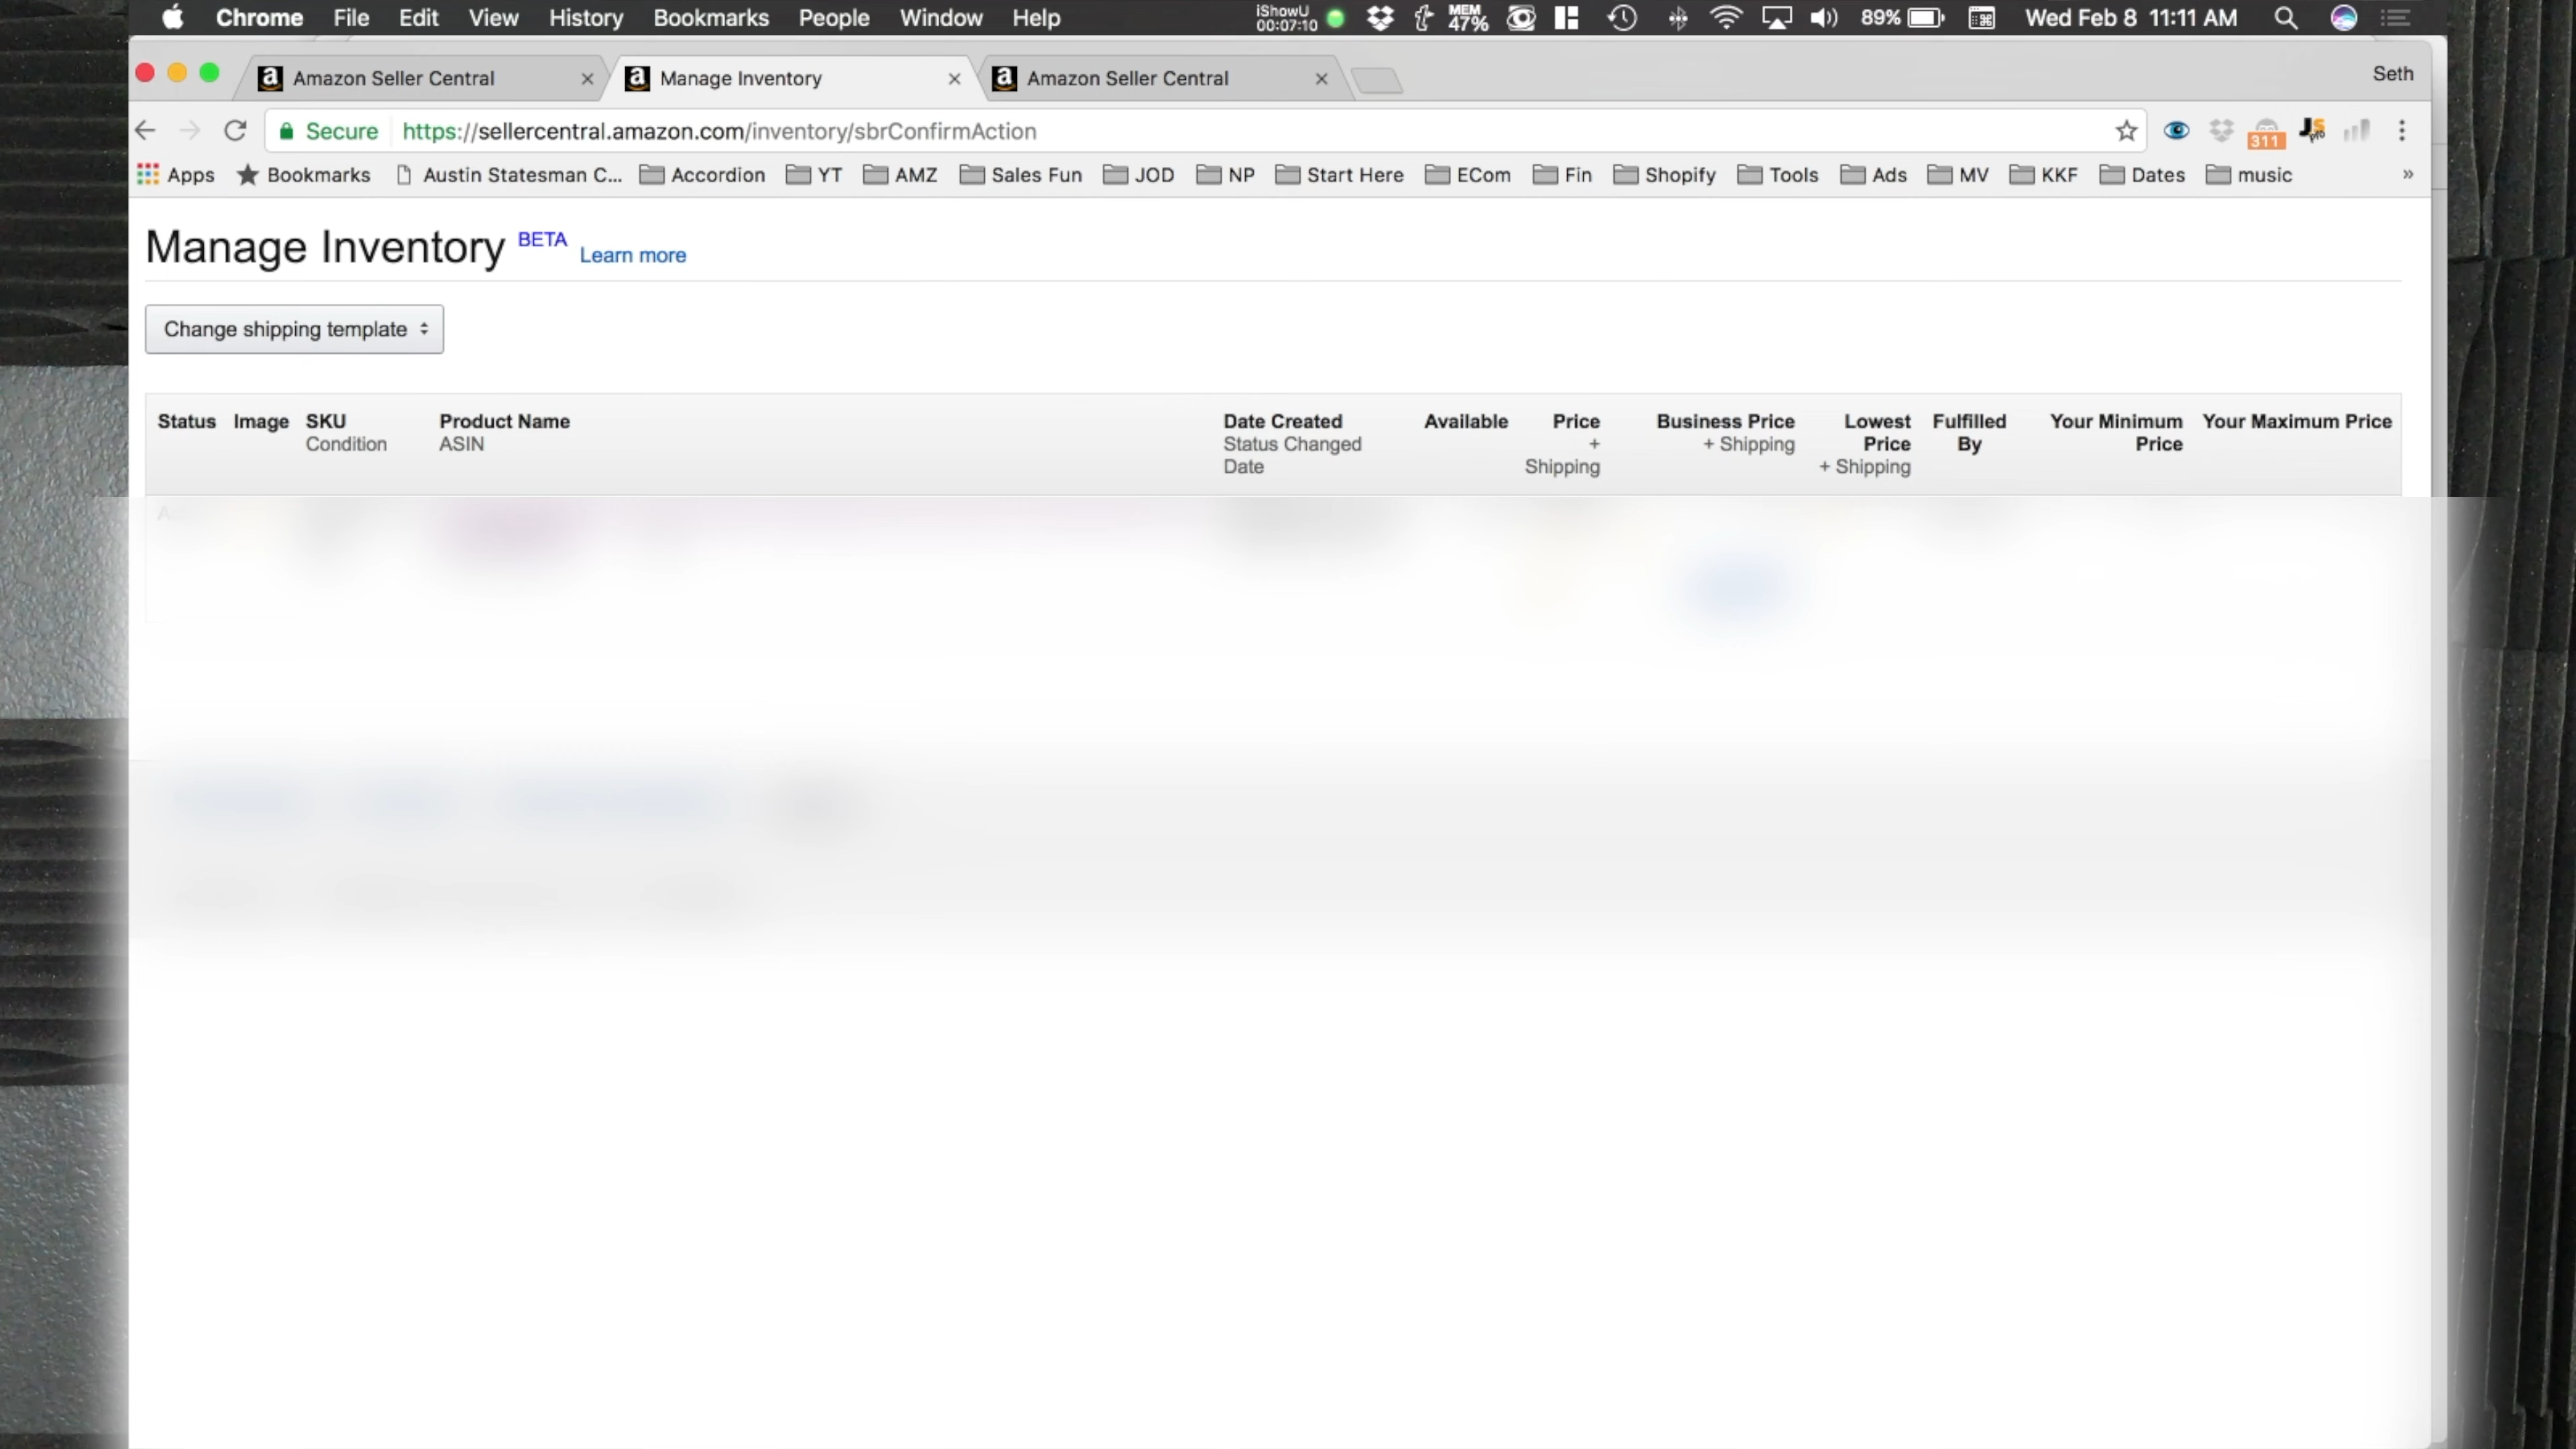 Chrome File Edit View History Bookmarks People Window Help iShowU 00:07:10 MEM 47% 89% Wed Feb 8 11:11 AM
Amazon Seller Central Manage Inventory Amazon Seller Central Seth
Secure https://sellercentral.amazon.com/inventory/sbrConfirmAction 311 JS pro
Apps Bookmarks Austin Statesman C... Accordion YT AMZ Sales Fun JOD NP Start Here ECom Fin Shopify Tools Ads MV KKF Dates music »
Manage Inventory BETA Learn more
Change shipping template
Status Image SKU Product Name Date Created Available Price Business Price Lowest Fulfilled Your Minimum Your Maximum Price
Condition ASIN Status Changed + + Shipping Price By Price
Date Shipping + Shipping